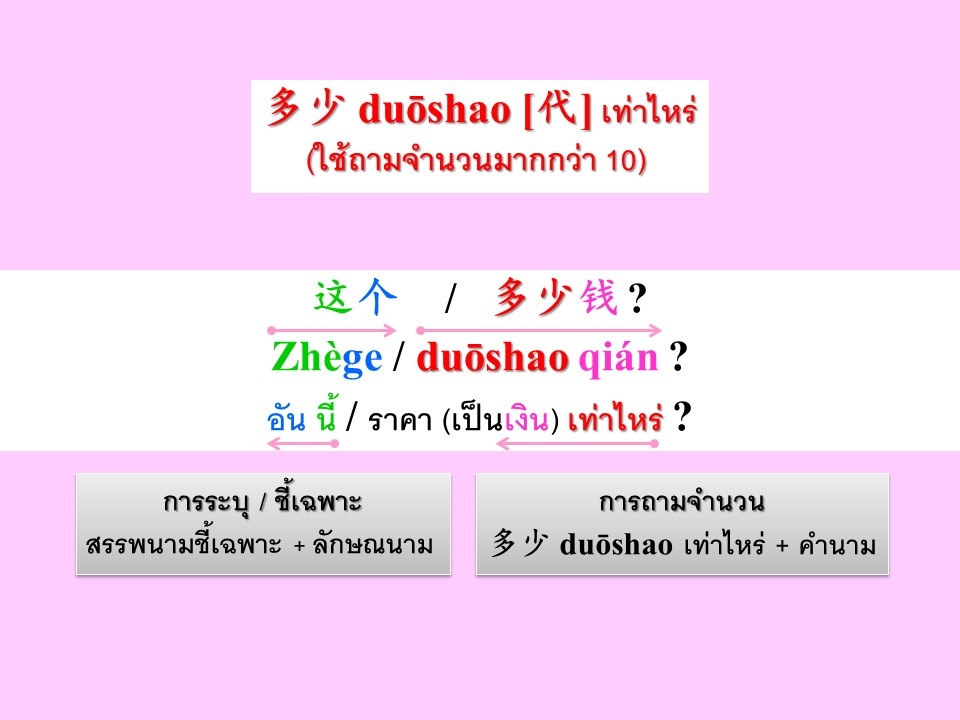 多少 duōshao [代] เท่าไหร่
(ใช้ถามจำนวนมากกว่า 10)
这个 / 多少钱 ?
Zhège / duōshao qián ?
อัน นี้ / ราคา (เป็นเงิน) เท่าไหร่ ?
การระบุ / ชี้เฉพาะ
สรรพนามชี้เฉพาะ + ลักษณนาม
การถามจำนวน
多少 duōshao เท่าไหร่ + คำนาม